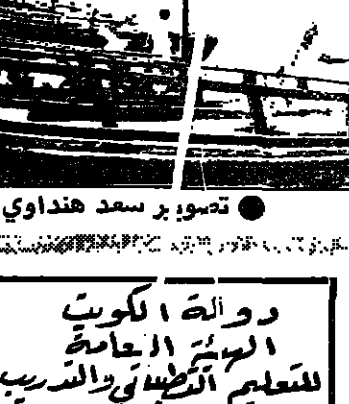 ● تصوير سعد هنداوي
دولة الكويت
الهيئة العامة
للتعليم التطبيقي والتدريب